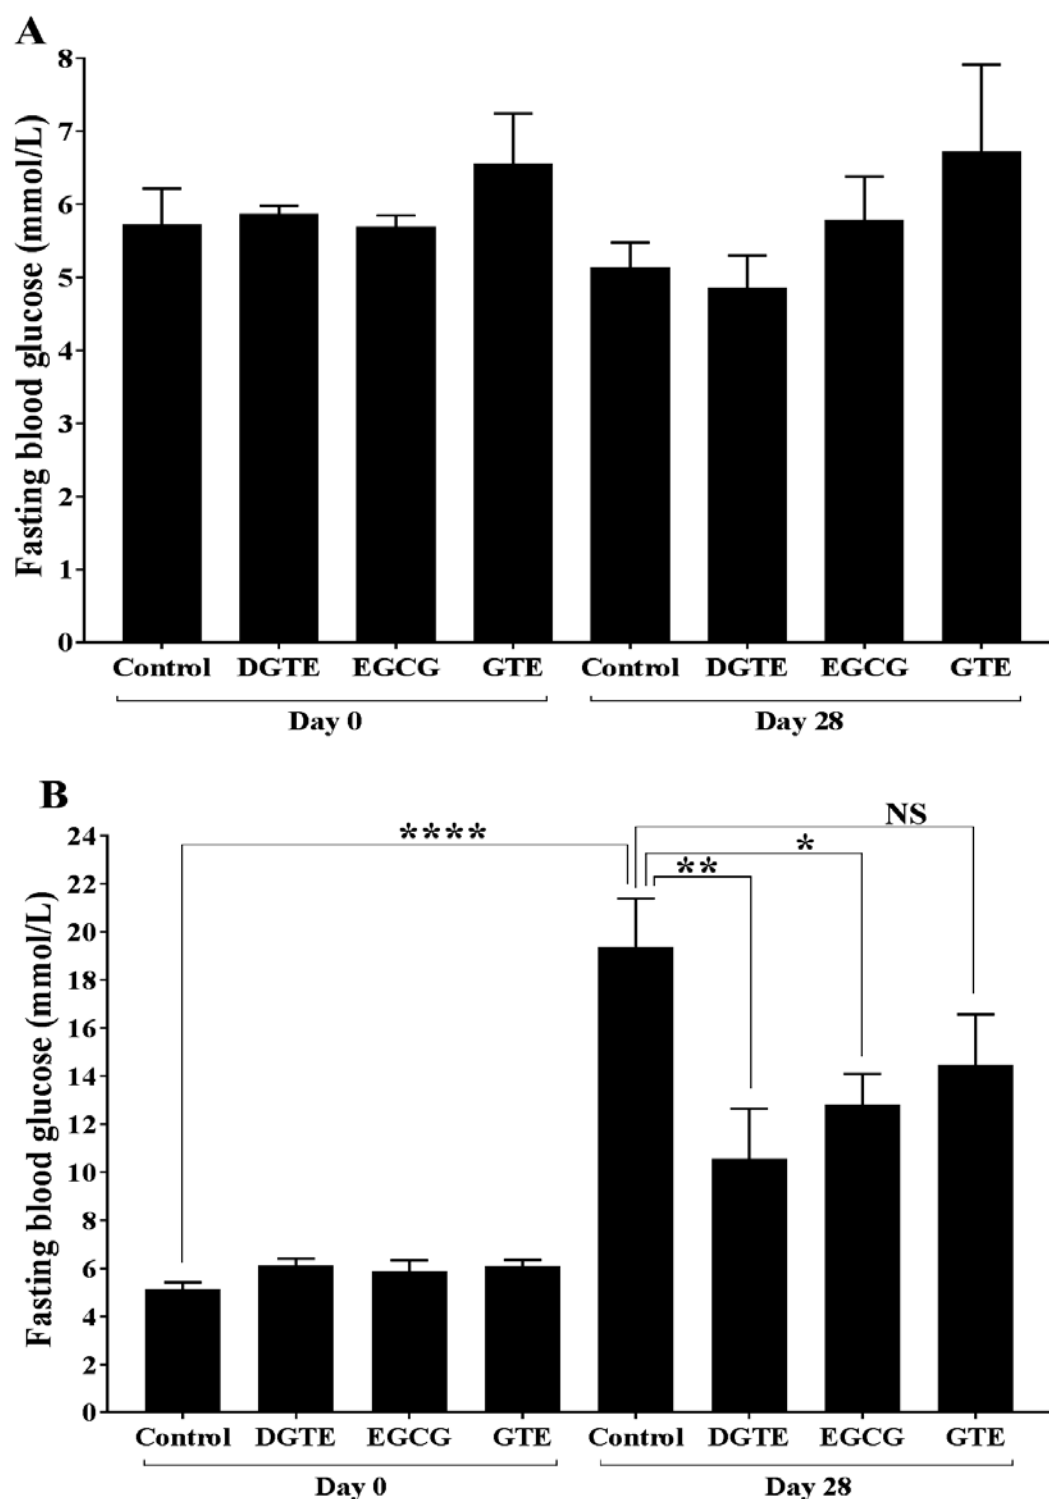 A
Fasting blood glucose (mmol/L)
8
7
6
5
4
3
2
1
0
Control DGTE EGCG GTE Control DGTE EGCG GTE
Day 0 Day 28
B
Fasting blood glucose (mmol/L)
NS
**** *
**
24
22
20
18
16
14
12
10
8
6
4
2
0
Control DGTE EGCG GTE Control DGTE EGCG GTE
Day 0 Day 28